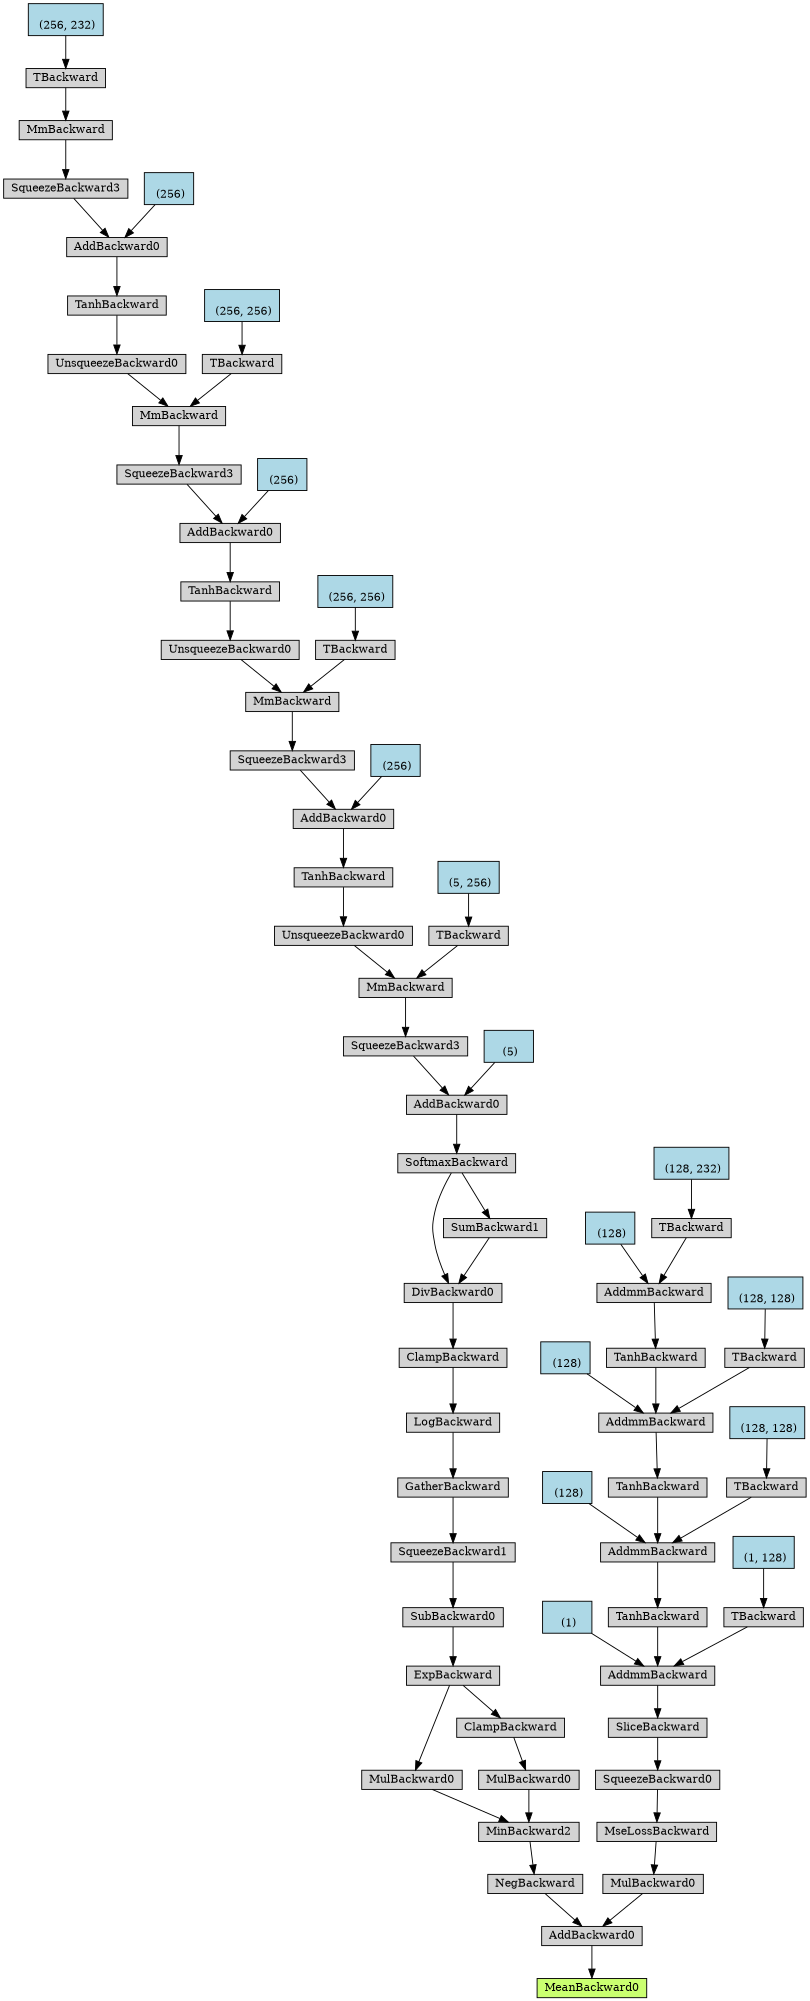 (256, 232)
TBackward
MmBackward
SqueezeBackward3
(256)
AddBackward0
TanhBackward
(256, 256)
UnsqueezeBackward0
TBackward
MmBackward
SqueezeBackward3
(256)
AddBackward0
TanhBackward
(256, 256)
UnsqueezeBackward0
TBackward
MmBackward
SqueezeBackward3
(256)
AddBackward0
TanhBackward
(5, 256)
UnsqueezeBackward0
TBackward
MmBackward
SqueezeBackward3
(5)
AddBackward0
SoftmaxBackward
(128, 232)
SumBackward1
(128)
TBackward
DivBackward0
AddmmBackward
(128, 128)
ClampBackward
(128)
TanhBackward
TBackward
LogBackward
AddmmBackward
(128, 128)
GatherBackward
(128)
TanhBackward
TBackward
SqueezeBackward1
AddmmBackward
(1, 128)
SubBackward0
(1)
TanhBackward
TBackward
ExpBackward
AddmmBackward
ClampBackward
SliceBackward
MulBackward0
MulBackward0
SqueezeBackward0
MinBackward2
MseLossBackward
NegBackward
MulBackward0
AddBackward0
MeanBackward0